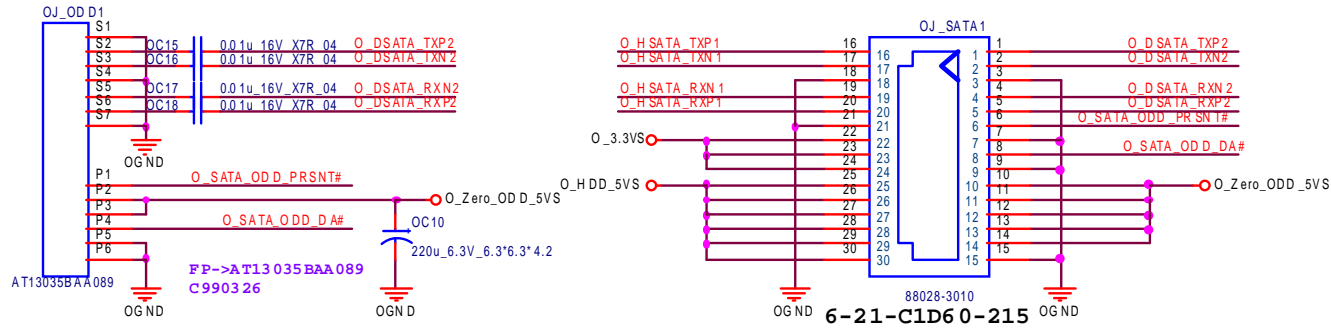 OJ_ODD1
S1
S2
S3
S4
S5
S6
S7
OC15 0.01u_16V_X7R_04 O_DSATA_TXP2
OC16 0.01u_16V_X7R_04 O_DSATA_TXN2
OC17 0.01u_16V_X7R_04 O_DSATA_RXN2
OC18 0.01u_16V_X7R_04 O_DSATA_RXP2
OGND
P1 O_SATA_ODD_PRSNT#
P2
P3
P4 O_SATA_ODD_DA#
P5
P6
O_Zero_ODD_5VS
OC10
220u_6.3V_6.3*6.3*4.2
FP->AT13035BAA089
C990326
AT13035BAA089
OGND
OGND
OJ_SATA1
O_HSATA_TXP1 16 16
O_HSATA_TXN1 17 17
18 18
O_HSATA_RXN1 19 19
O_HSATA_RXP1 20 20
21 21
O_3.3VS 22 22
23 23
24 24
O_HDD_5VS 25 25
26 26
27 27
28 28
29 29
30 30
1 1 O_DSATA_TXP2
2 2 O_DSATA_TXN2
3 3
4 4 O_DSATA_RXN2
5 5 O_DSATA_RXP2
6 6 O_SATA_ODD_PRSNT#
7 7
8 8 O_SATA_ODD_DA#
9 9
10 10 O_Zero_ODD_5VS
11 11
12 12
13 13
14 14
15 15
88028-3010
OGND 6-21-C1D60-215 OGND